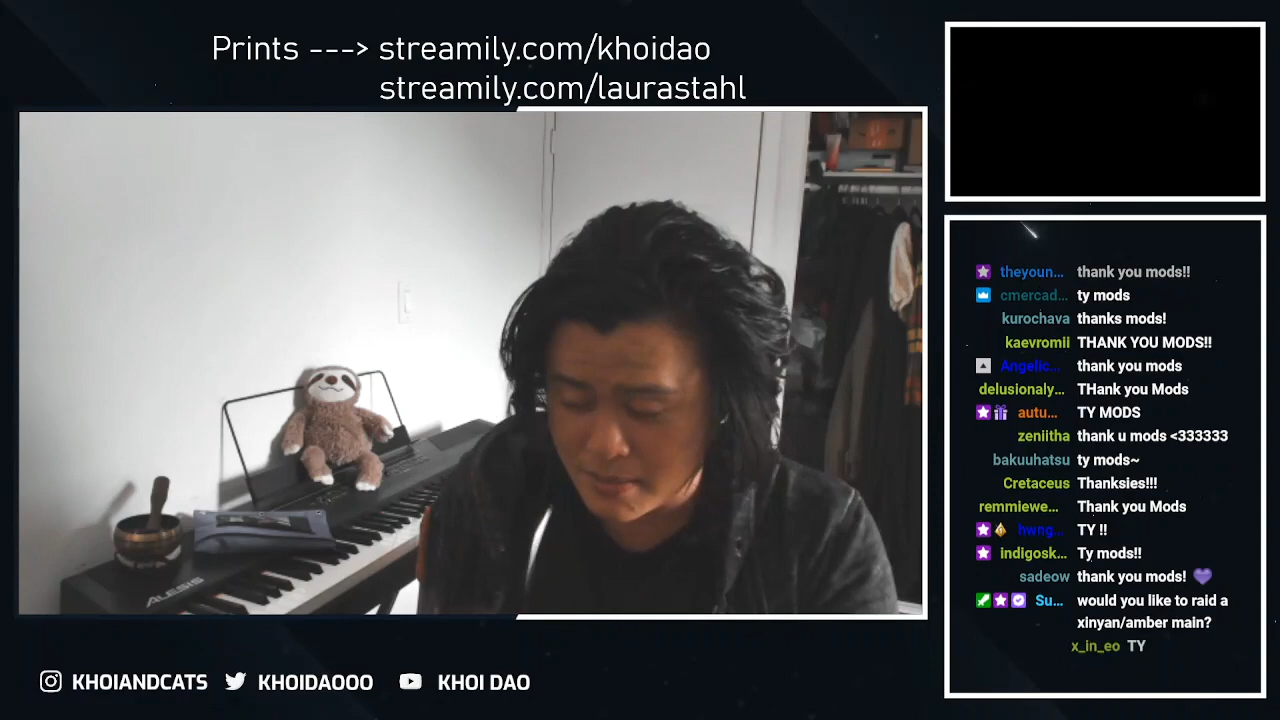 Prints ---> streamily.com/khoidao
streamily.com/laurastahl
theyoun... thank you mods!!
cmercad... ty mods
kurochava thanks mods!
kaevromii THANK YOU MODS!!
Angelic... thank you mods
delusionaly... THank you Mods
autu... TY MODS
zeniitha thank u mods <333333
bakuuhatsu ty mods~
Cretaceus Thanksies!!!
remmiewe... Thank you Mods
hwng... TY !!
indigosk... Ty mods!!
sadeow thank you mods! 💜
Su... would you like to raid a
xinyan/amber main?
x_in_eo TY
ALESIS
KHOIANDCATS KHOIDAOOO KHOI DAO